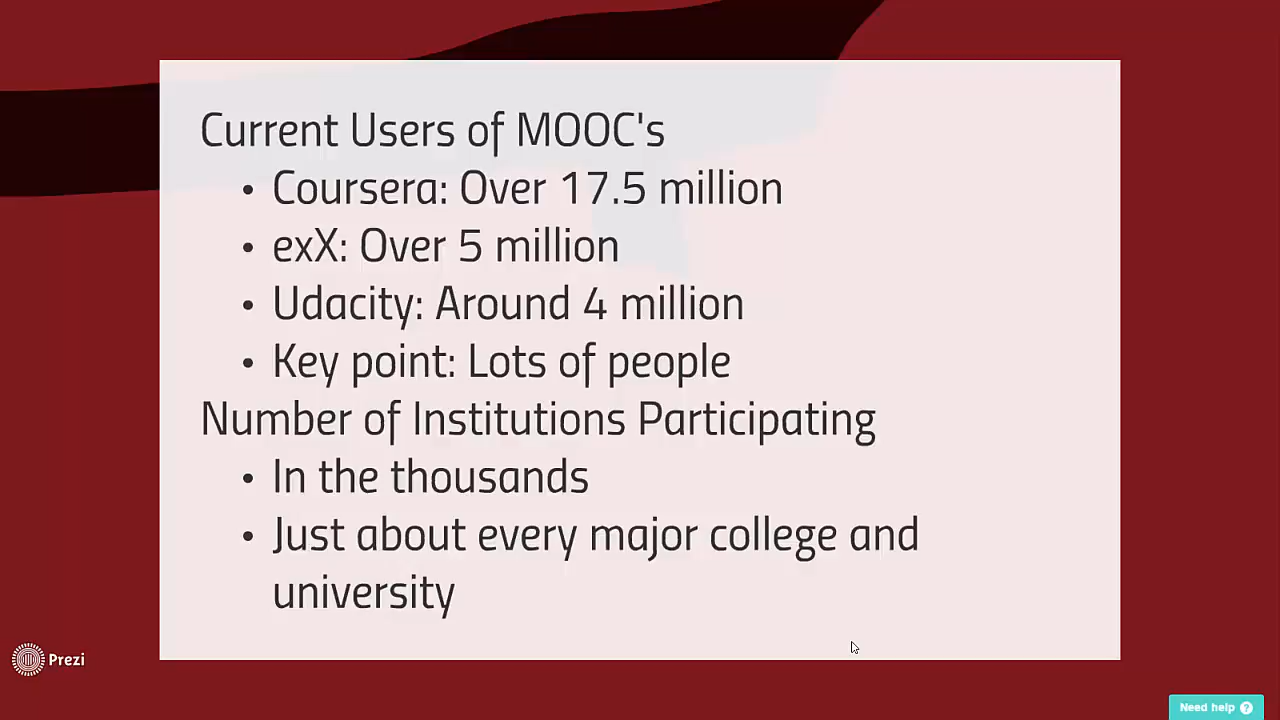 Current Users of MOOC's
• Coursera: Over 17.5 million
• exX: Over 5 million
• Udacity: Around 4 million
• Key point: Lots of people
Number of Institutions Participating
• In the thousands
• Just about every major college and
university
Prezi
Need help ?